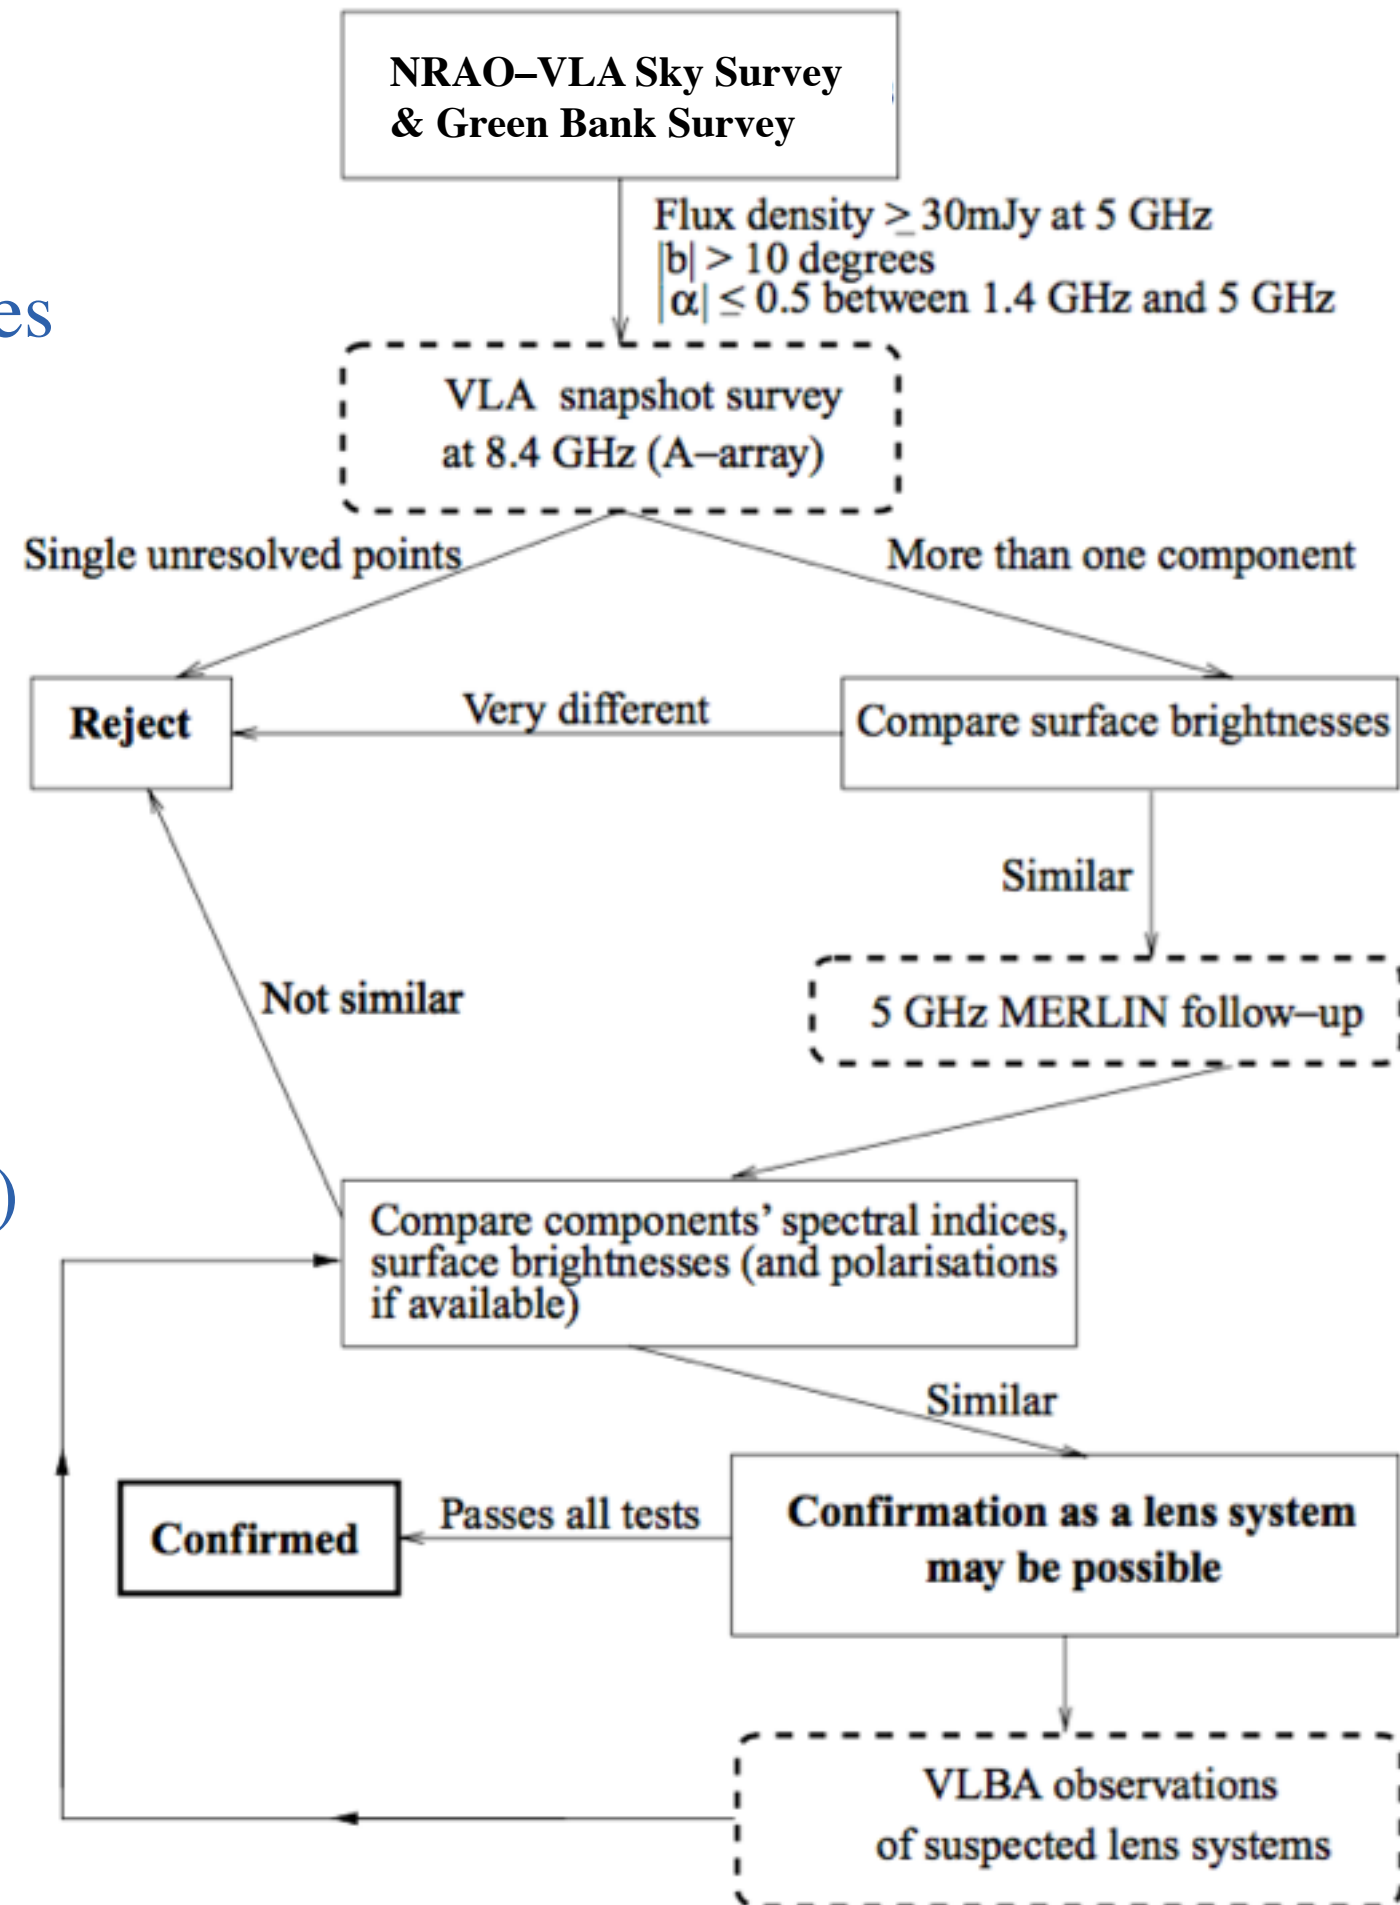 NRAO–VLA Sky Survey
& Green Bank Survey
Flux density ≥ 30mJy at 5 GHz
|b| > 10 degrees
|α| ≤ 0.5 between 1.4 GHz and 5 GHz
es
VLA snapshot survey
at 8.4 GHz (A–array)
Single unresolved points
More than one component
Reject
Very different
Compare surface brightnesses
Similar
Not similar
5 GHz MERLIN follow–up
)
Compare components’ spectral indices,
surface brightnesses (and polarisations
if available)
Similar
Confirmed
Passes all tests
Confirmation as a lens system
may be possible
VLBA observations
of suspected lens systems